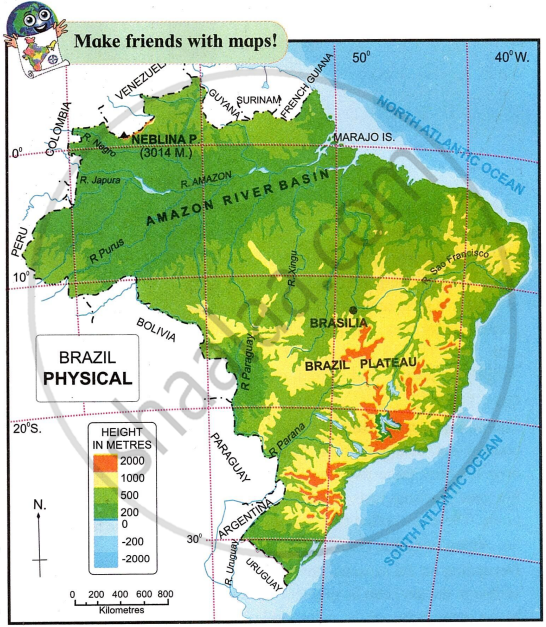 Make friends with maps!
50°
40°W.
VENEZUEL
GUYANA
SURINAM
FRENCH GUIANA
COLOMBIA
NORTH ATLANTIC OCEAN
R. Negro
NEBLINA P.
(3014 M.)
MARAJO IS.
0°
R. Japura
R. AMAZON
AMAZON RIVER BASIN
PERU
R. Purus
R. Xingu
R. Sao Francisco
10°
BOLIVIA
BRASILIA
R. Paraguay
BRAZIL PLATEAU
BRAZIL
PHYSICAL
20°S.
R. Parana
PARAGUAY
HEIGHT
IN METRES
2000
1000
500
200
0
-200
-2000
SOUTH ATLANTIC OCEAN
N.
ARGENTINA
30°
R. Uruguay
URUGUAY
0 200 400 600 800
Kilometres
shaalaa.com